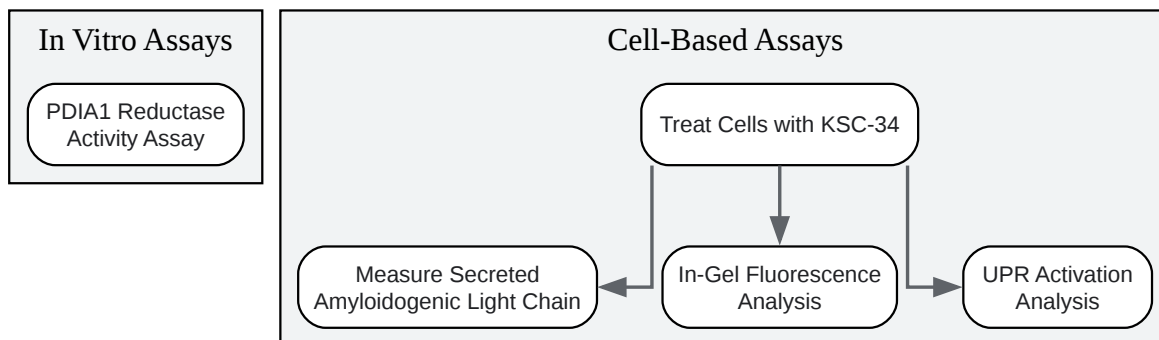 In Vitro Assays
PDIA1 Reductase
Activity Assay
Cell-Based Assays
Treat Cells with KSC-34
Measure Secreted
Amyloidogenic Light Chain
In-Gel Fluorescence
Analysis
UPR Activation
Analysis